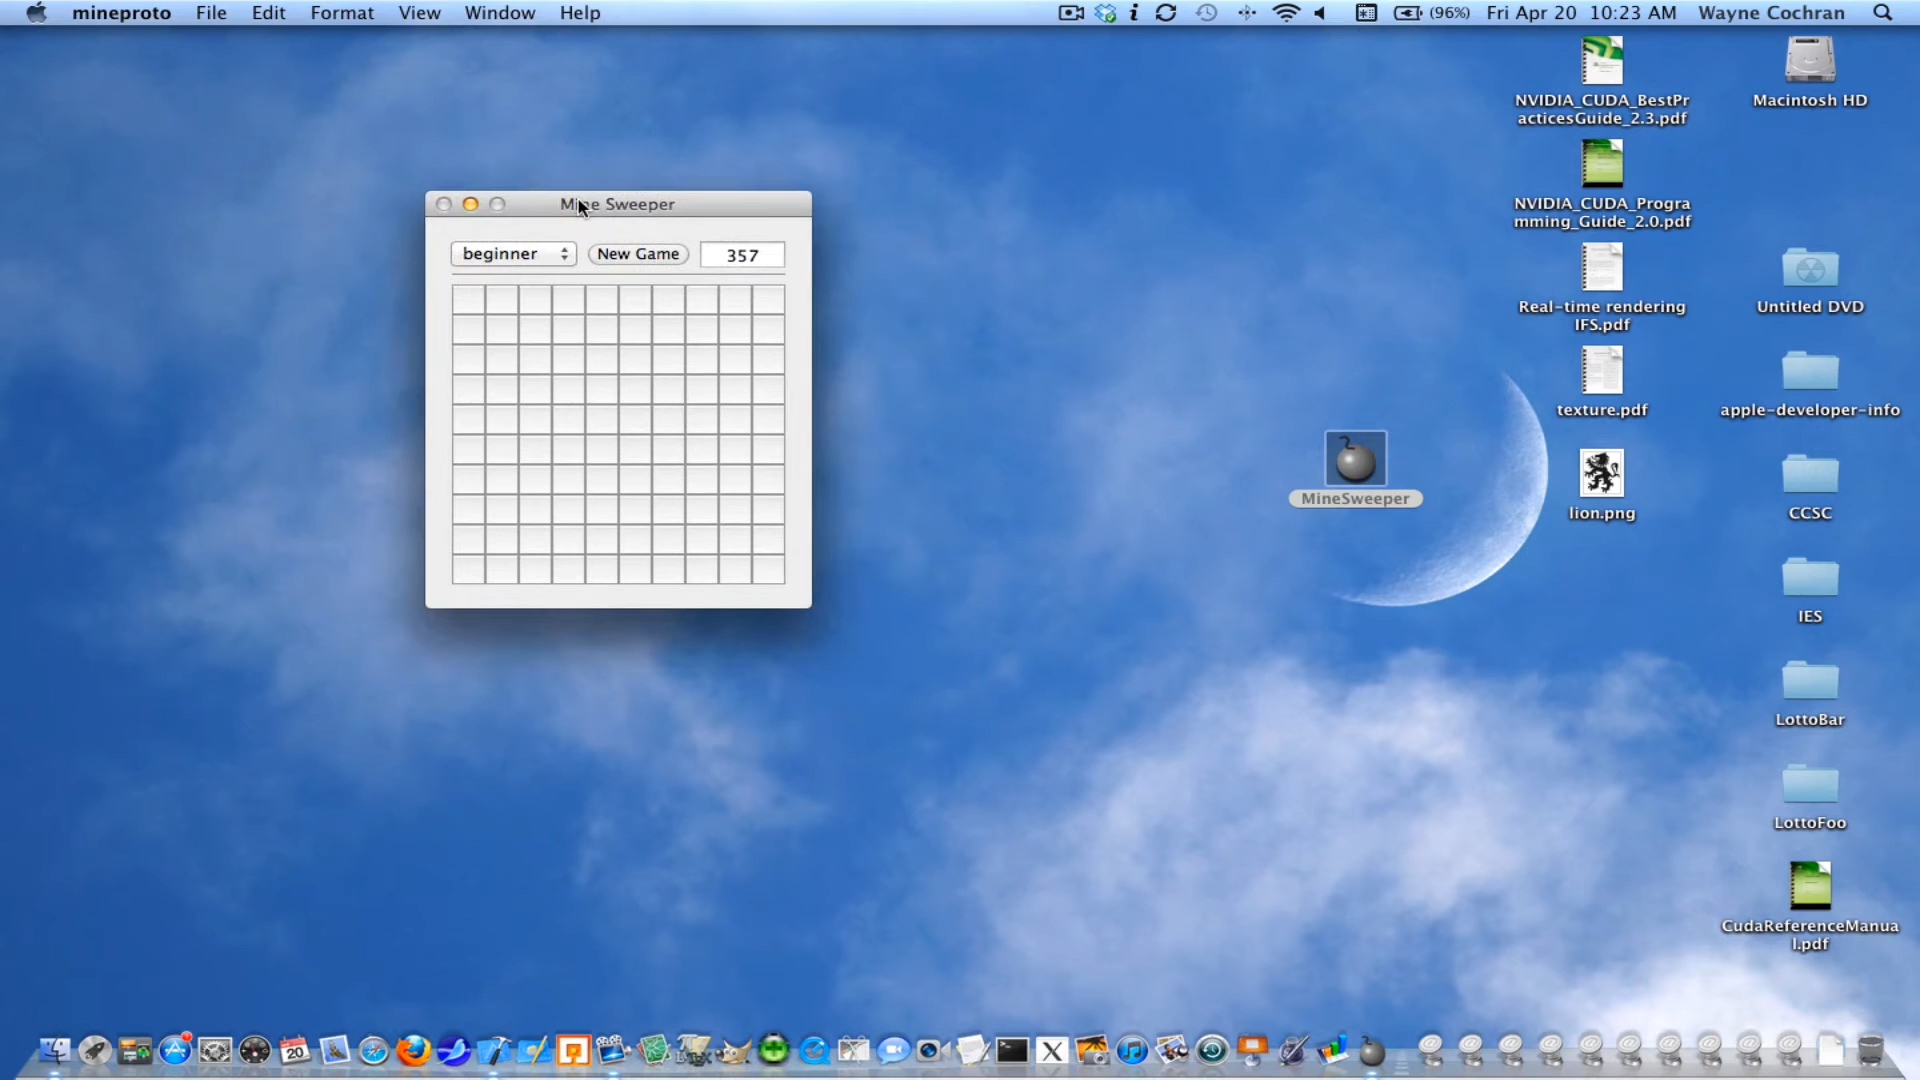 mineproto File Edit Format View Window Help (96%) Fri Apr 20 10:23 AM Wayne Cochran
NVIDIA_CUDA_BestPr
acticesGuide_2.3.pdf
Macintosh HD
NVIDIA_CUDA_Progra
mming_Guide_2.0.pdf
Mine Sweeper
beginner New Game 357
Real-time rendering
IFS.pdf
Untitled DVD
texture.pdf
apple-developer-info
MineSweeper
lion.png
CCSC
IES
LottoBar
LottoFoo
CudaReferenceManua
l.pdf
20